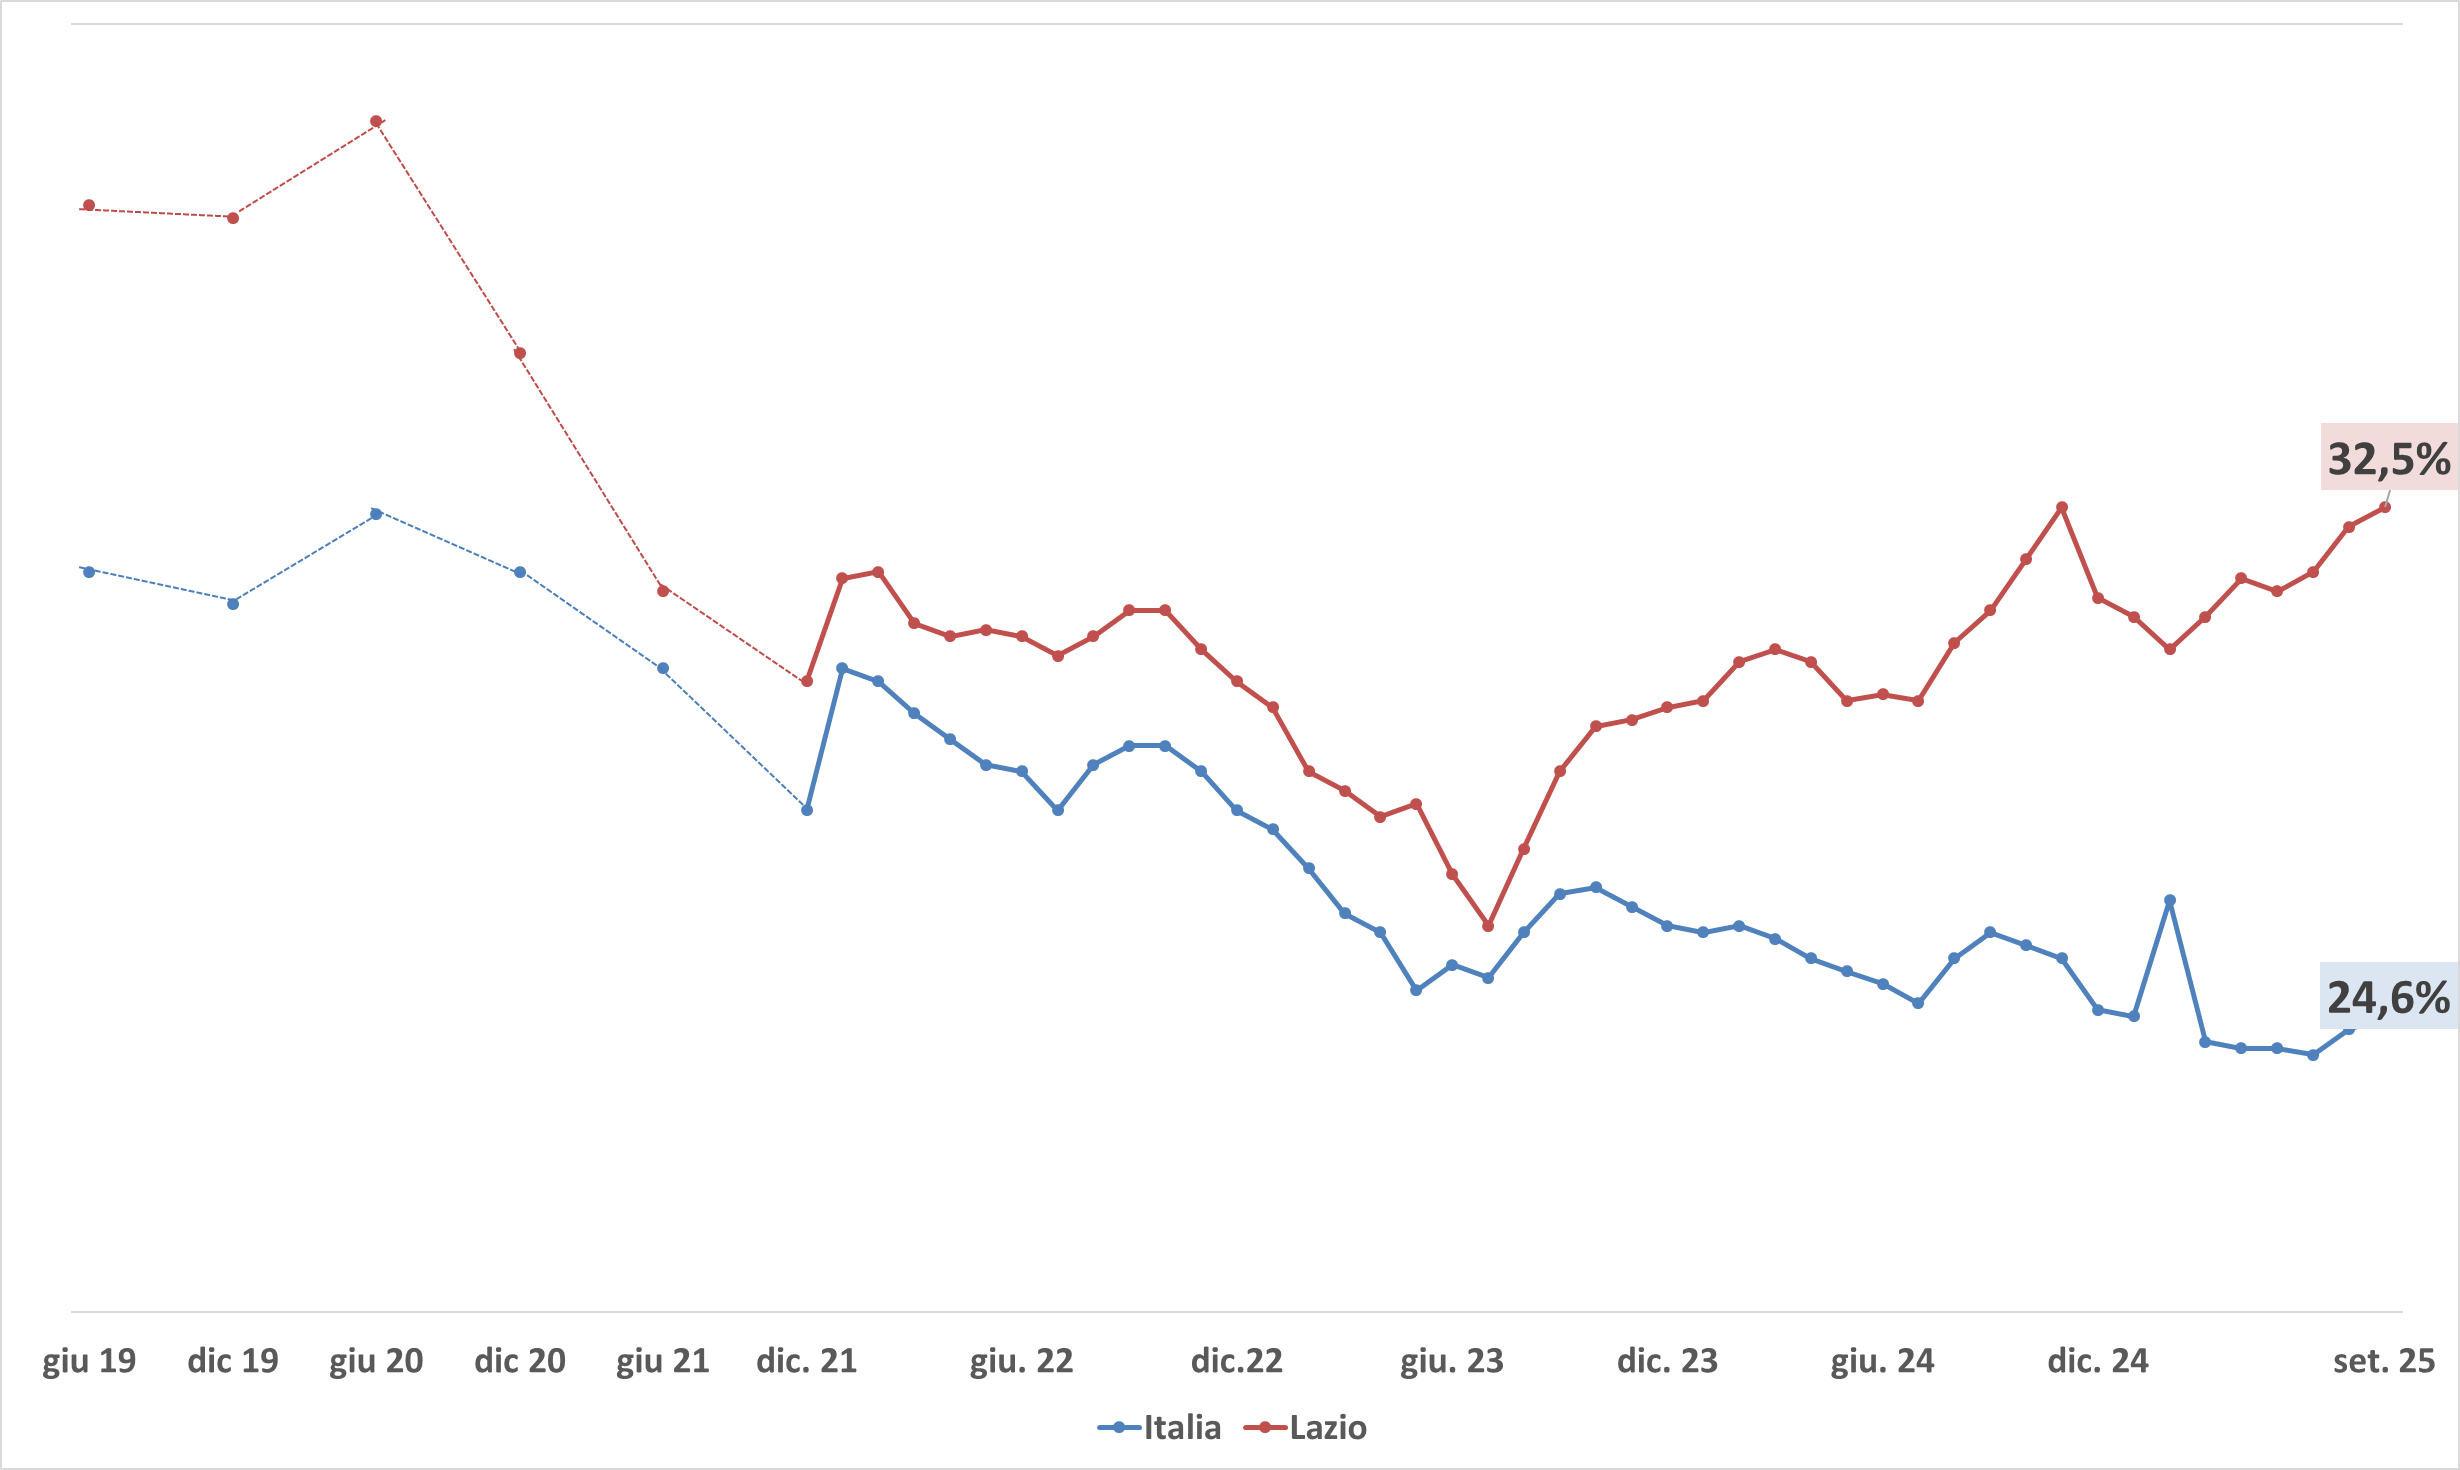 32,5%
24,6%
giu 19 dic 19 giu 20 dic 20 giu 21 dic. 21 giu. 22 dic.22 giu. 23 dic. 23 giu. 24 dic. 24 set. 25
Italia Lazio